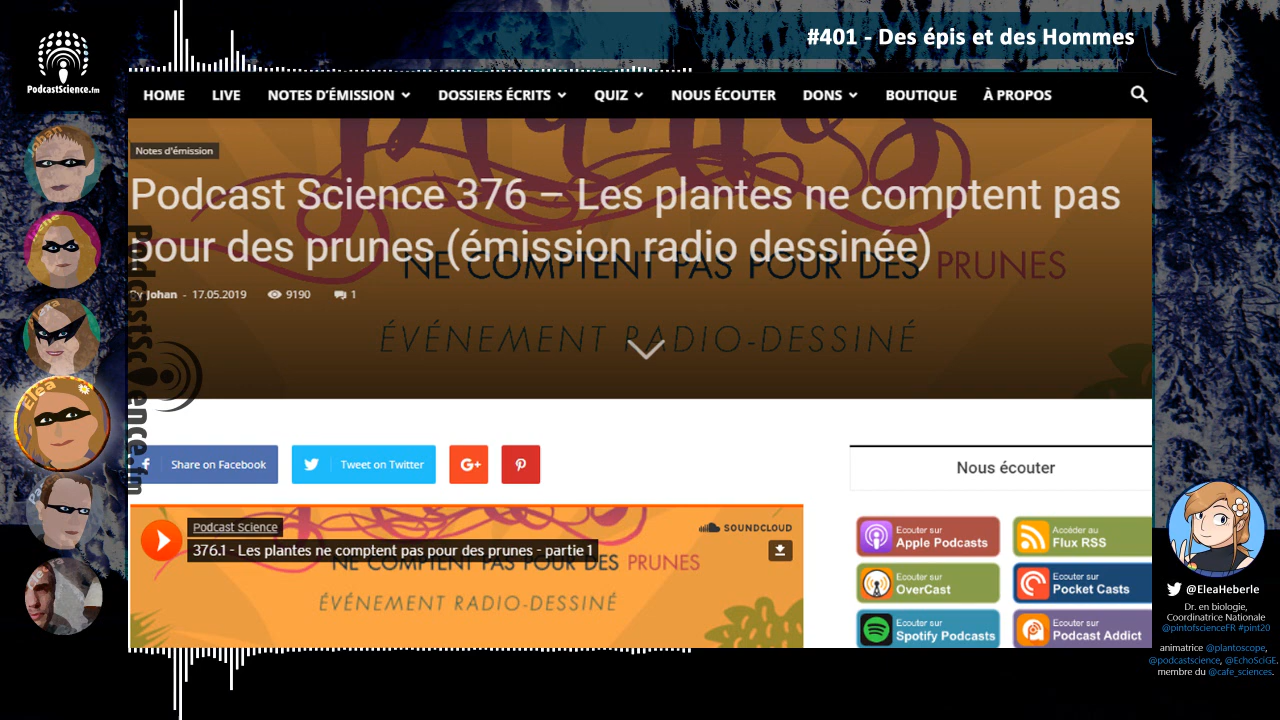 #401 - Des épis et des Hommes
PodcastScience.fm
HOME LIVE NOTES D'ÉMISSION DOSSIERS ÉCRITS QUIZ NOUS ÉCOUTER DONS BOUTIQUE À PROPOS
Notes d'émission
Podcast Science 376 – Les plantes ne comptent pas
pour des prunes (émission radio dessinée)
NE COMPTENT PAS POUR DES PRUNES
By Johan - 17.05.2019 9190 1
ÉVÉNEMENT RADIO-DESSINÉ
PodcastScience.fm
Eléa
Share on Facebook
Tweet on Twitter
G+
Nous écouter
Podcast Science
SOUNDCLOUD
376.1 - Les plantes ne comptent pas pour des prunes - partie 1
NE COMPTENT PAS POUR DES PRUNES
ÉVÉNEMENT RADIO-DESSINÉ
Ecouter sur
Apple Podcasts
Accéder au
Flux RSS
Ecouter sur
OverCast
Ecouter sur
Pocket Casts
Ecouter sur
Spotify Podcasts
Ecouter sur
Podcast Addict
@EleaHeberle
Dr. en biologie,
Coordinatrice Nationale
@pintofscienceFR #pint20
animatrice @plantoscope,
@podcastscience, @EchoSciGE.
membre du @cafe_sciences.